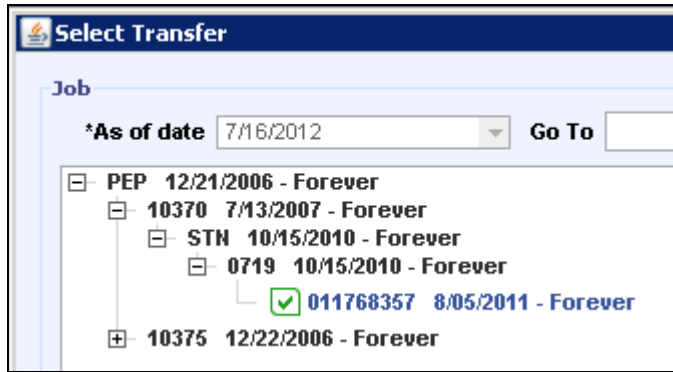 Select Transfer
Job
*As of date 7/16/2012 Go To
PEP 12/21/2006 - Forever
10370 7/13/2007 - Forever
STN 10/15/2010 - Forever
0719 10/15/2010 - Forever
011768357 8/05/2011 - Forever
10375 12/22/2006 - Forever